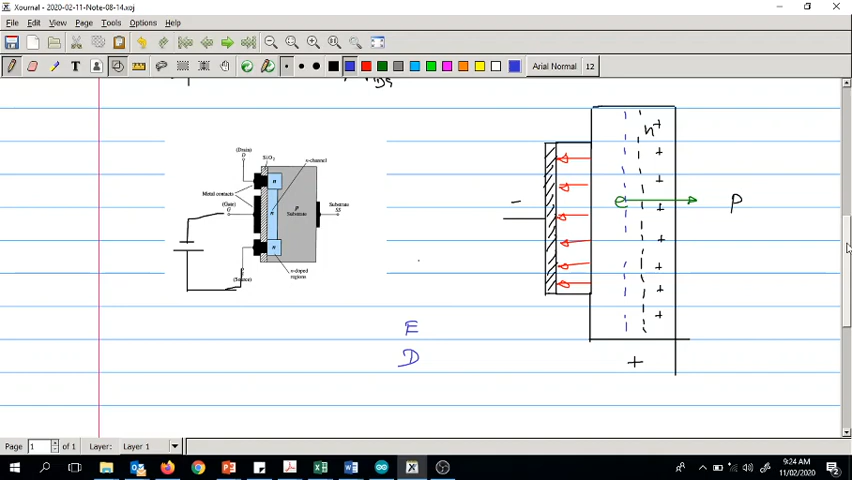 2020-02-11-Note-08-14.xoj
File Edit View Page Tools Options Help
Arial Normal 12
DS
(Drain)
D
SiO2
n-channel
Metal contacts
n
(Gate)
G
n
P
Substrate
Substrate
SS
n
(Source)
n-doped
regions
h+
+
+
e
+
P
-
+
+
+
+
E
D
+
Page 1 of 1 Layer: Layer 1
9:24 AM
11/02/2020
2